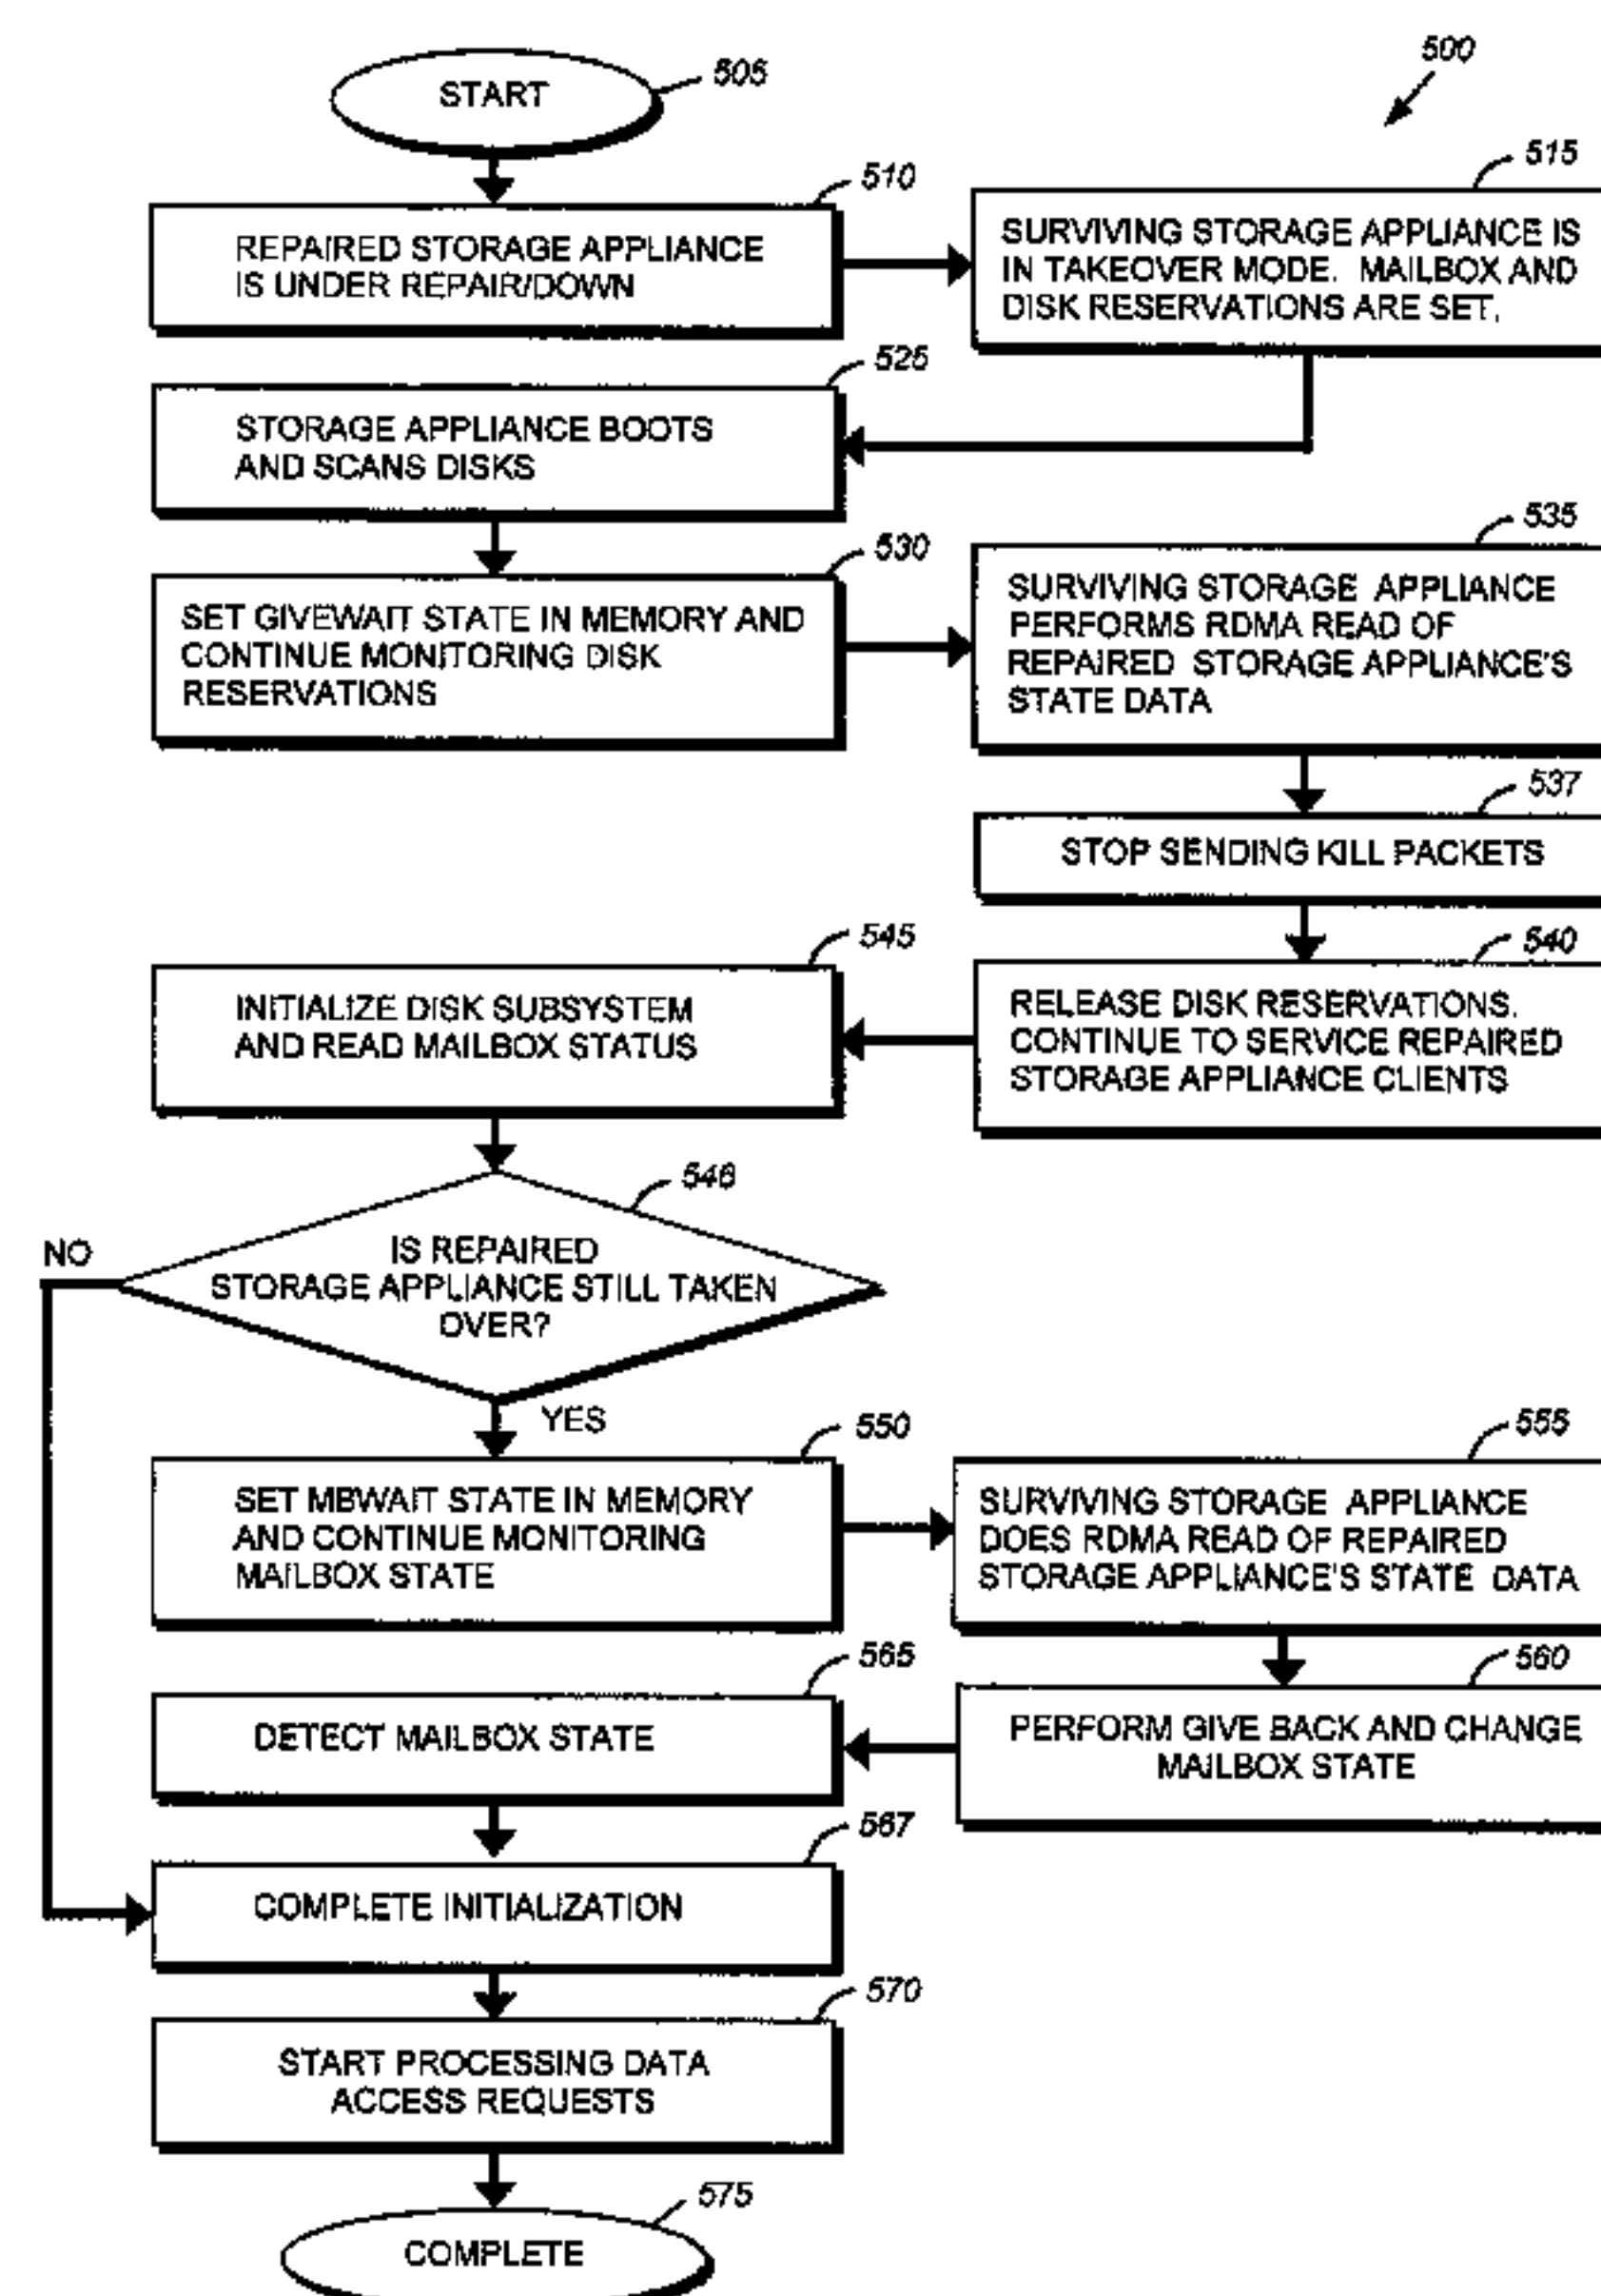 500
START
505
510
REPAIRED STORAGE APPLIANCE
IS UNDER REPAIR/DOWN
515
SURVIVING STORAGE APPLIANCE IS
IN TAKEOVER MODE. MAILBOX AND
DISK RESERVATIONS ARE SET.
525
STORAGE APPLIANCE BOOTS
AND SCANS DISKS
530
SET GIVEWAIT STATE IN MEMORY AND
CONTINUE MONITORING DISK
RESERVATIONS
535
SURVIVING STORAGE APPLIANCE
PERFORMS RDMA READ OF
REPAIRED STORAGE APPLIANCE'S
STATE DATA
537
STOP SENDING KILL PACKETS
540
RELEASE DISK RESERVATIONS.
CONTINUE TO SERVICE REPAIRED
STORAGE APPLIANCE CLIENTS
545
INITIALIZE DISK SUBSYSTEM
AND READ MAILBOX STATUS
546
IS REPAIRED
STORAGE APPLIANCE STILL TAKEN
OVER?
NO
YES
550
SET MBWAIT STATE IN MEMORY
AND CONTINUE MONITORING
MAILBOX STATE
555
SURVIVING STORAGE APPLIANCE
DOES RDMA READ OF REPAIRED
STORAGE APPLIANCE'S STATE DATA
560
PERFORM GIVE BACK AND CHANGE
MAILBOX STATE
565
DETECT MAILBOX STATE
567
COMPLETE INITIALIZATION
570
START PROCESSING DATA
ACCESS REQUESTS
575
COMPLETE